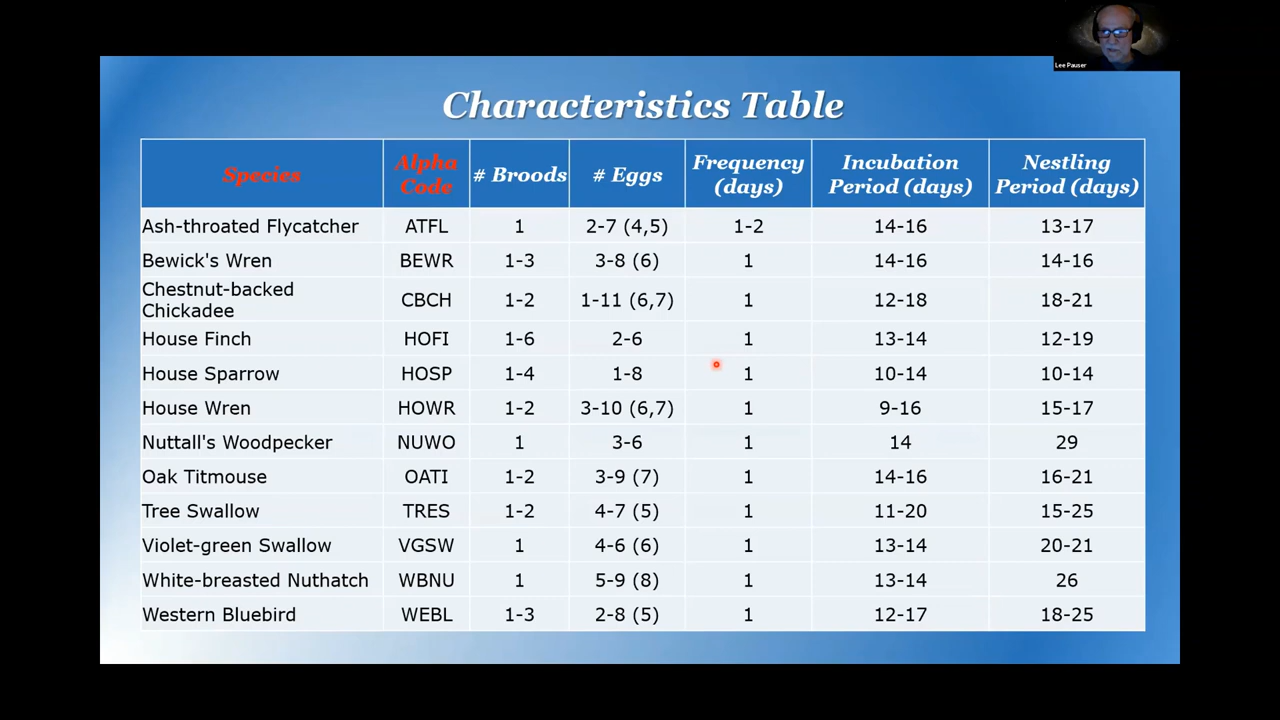 Lee Pauser
Characteristics Table
Species Alpha Code # Broods # Eggs Frequency (days) Incubation Period (days) Nestling Period (days)
Ash-throated Flycatcher ATFL 1 2-7 (4,5) 1-2 14-16 13-17
Bewick's Wren BEWR 1-3 3-8 (6) 1 14-16 14-16
Chestnut-backed Chickadee CBCH 1-2 1-11 (6,7) 1 12-18 18-21
House Finch HOFI 1-6 2-6 1 13-14 12-19
House Sparrow HOSP 1-4 1-8 1 10-14 10-14
House Wren HOWR 1-2 3-10 (6,7) 1 9-16 15-17
Nuttall's Woodpecker NUWO 1 3-6 1 14 29
Oak Titmouse OATI 1-2 3-9 (7) 1 14-16 16-21
Tree Swallow TRES 1-2 4-7 (5) 1 11-20 15-25
Violet-green Swallow VGSW 1 4-6 (6) 1 13-14 20-21
White-breasted Nuthatch WBNU 1 5-9 (8) 1 13-14 26
Western Bluebird WEBL 1-3 2-8 (5) 1 12-17 18-25